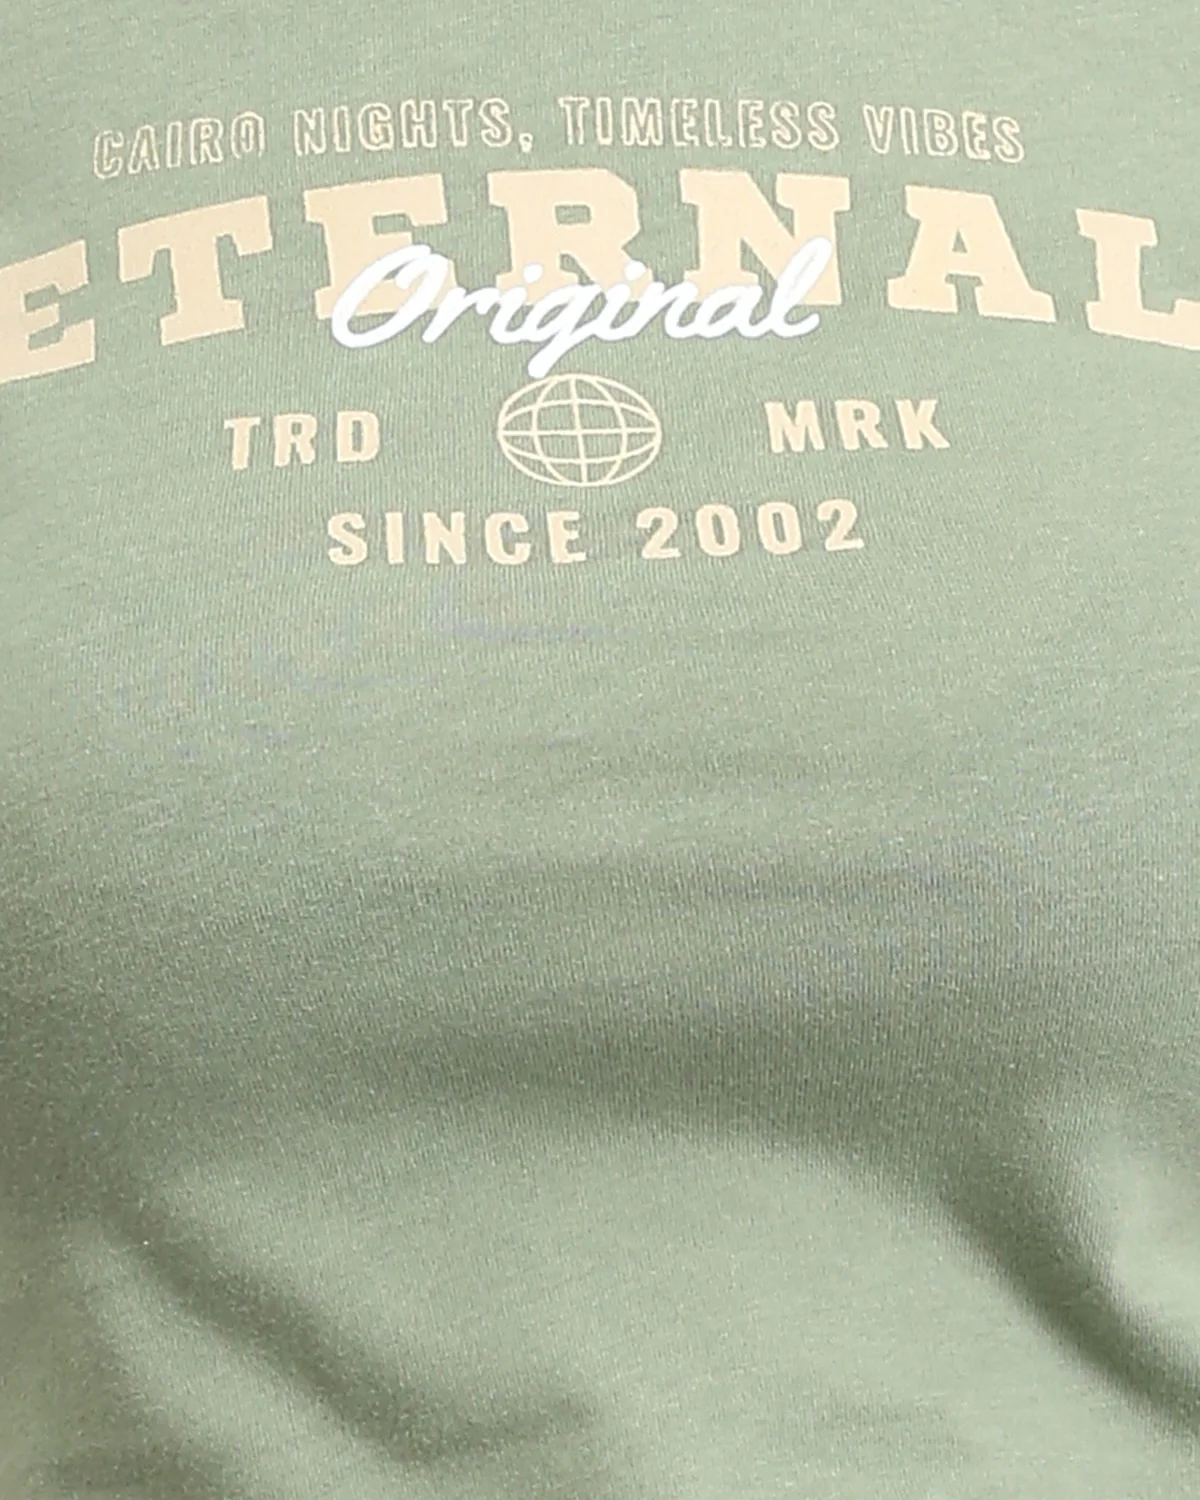 CAIRO NIGHTS, TIMELESS VIBES
ETERNAL
Original
TRD MRK
SINCE 2002